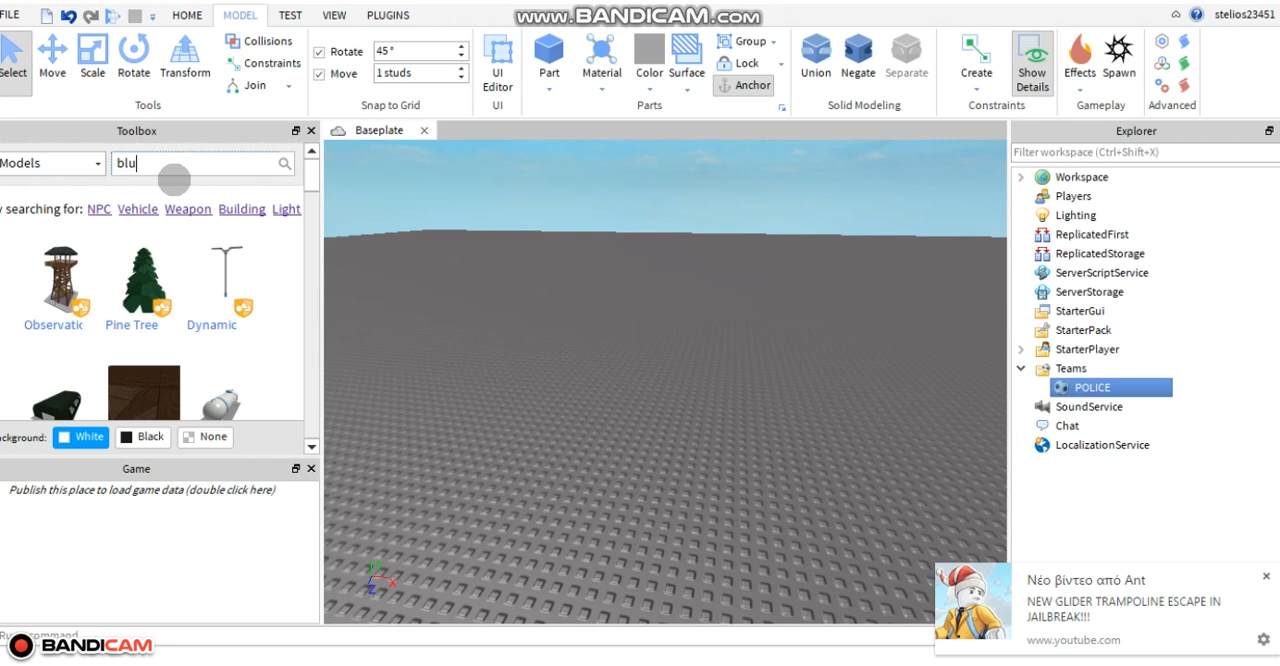 FILE HOME MODEL TEST VIEW PLUGINS www.BANDICAM.com stelios23451
Select Move Scale Rotate Transform
Collisions
Constraints
Join
Tools
Rotate 45°
Move 1 studs
Snap to Grid
UI Editor
UI
Part Material Color Surface
Group
Lock
Anchor
Parts
Union Negate Separate
Solid Modeling
Create Show Details
Constraints
Effects Spawn
Gameplay
Advanced
Toolbox
Models blu
y searching for: NPC Vehicle Weapon Building Light
Observatic Pine Tree Dynamic
ckground: White Black None
Game
Publish this place to load game data (double click here)
Baseplate
Explorer
Filter workspace (Ctrl+Shift+X)
Workspace
Players
Lighting
ReplicatedFirst
ReplicatedStorage
ServerScriptService
ServerStorage
StarterGui
StarterPack
StarterPlayer
Teams
POLICE
SoundService
Chat
LocalizationService
Y
X
Z
Νέο βίντεο από Ant
NEW GLIDER TRAMPOLINE ESCAPE IN
JAILBREAK!!!
www.youtube.com
command
BANDICAM